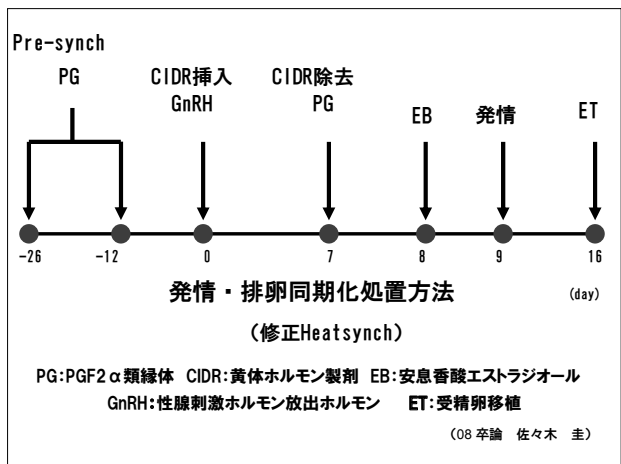 Pre-synch
PG
CIDR挿入
GnRH
CIDR除去
PG
EB
発情
ET
-26
-12
0
7
8
9
16
発情・排卵同期化処置方法
(day)
(修正Heatsynch)
PG:PGF2α類縁体 CIDR:黄体ホルモン製剤 EB:安息香酸エストラジオール
GnRH:性腺刺激ホルモン放出ホルモン ET:受精卵移植
(08 卒論 佐々木 圭)